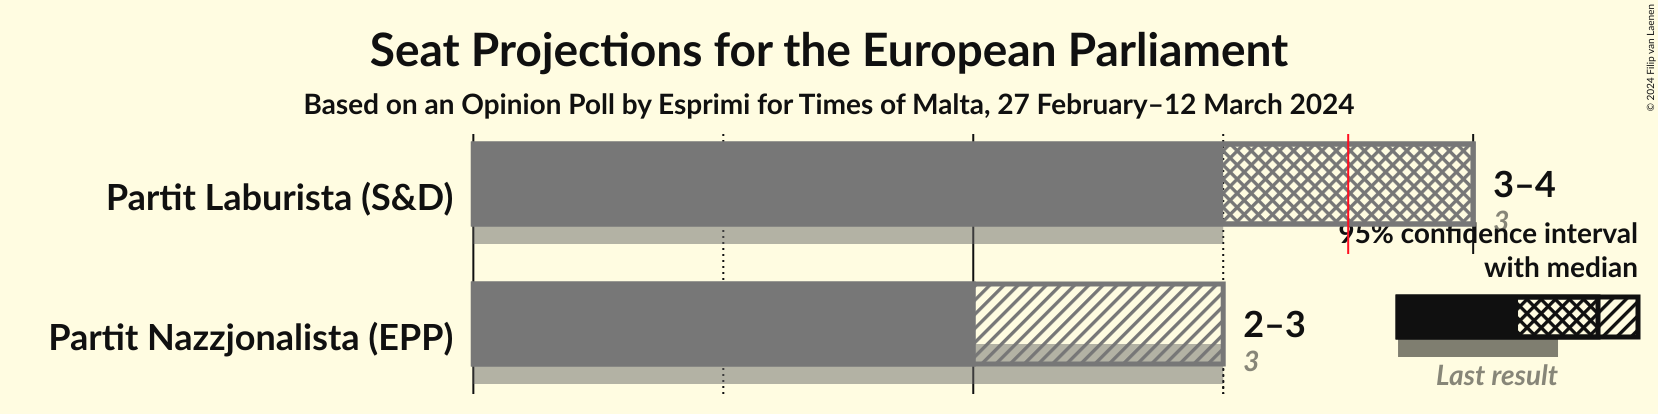 Seat Projections for the European Parliament
Based on an Opinion Poll by Esprimi for Times of Malta, 27 February–12 March 2024
© 2024 Filip van Laenen
Partit Laburista (S&D)
3–4
3
95% confidence interval
with median
Partit Nazzjonalista (EPP)
2–3
3
Last result